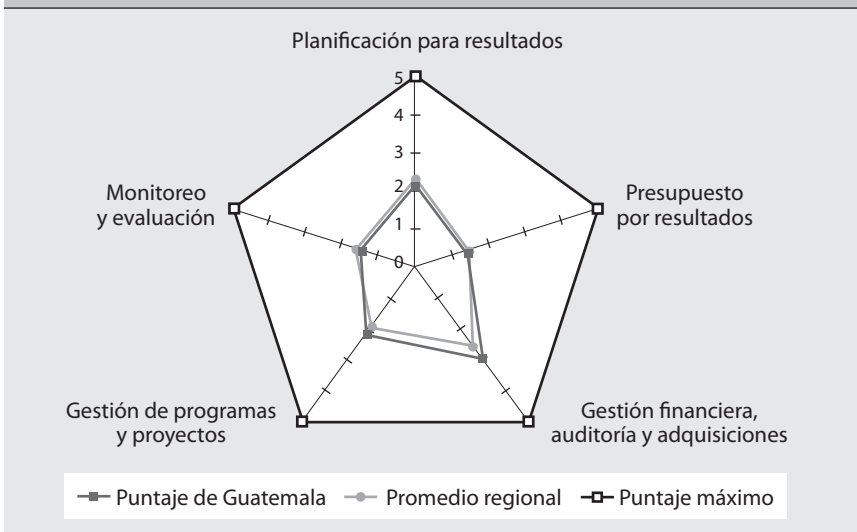 Planificación para resultados
5
4
3
2
1
0
Monitoreo
y evaluación
Presupuesto
por resultados
Gestión de programas
y proyectos
Gestión financiera,
auditoría y adquisiciones
Puntaje de Guatemala
Promedio regional
Puntaje máximo